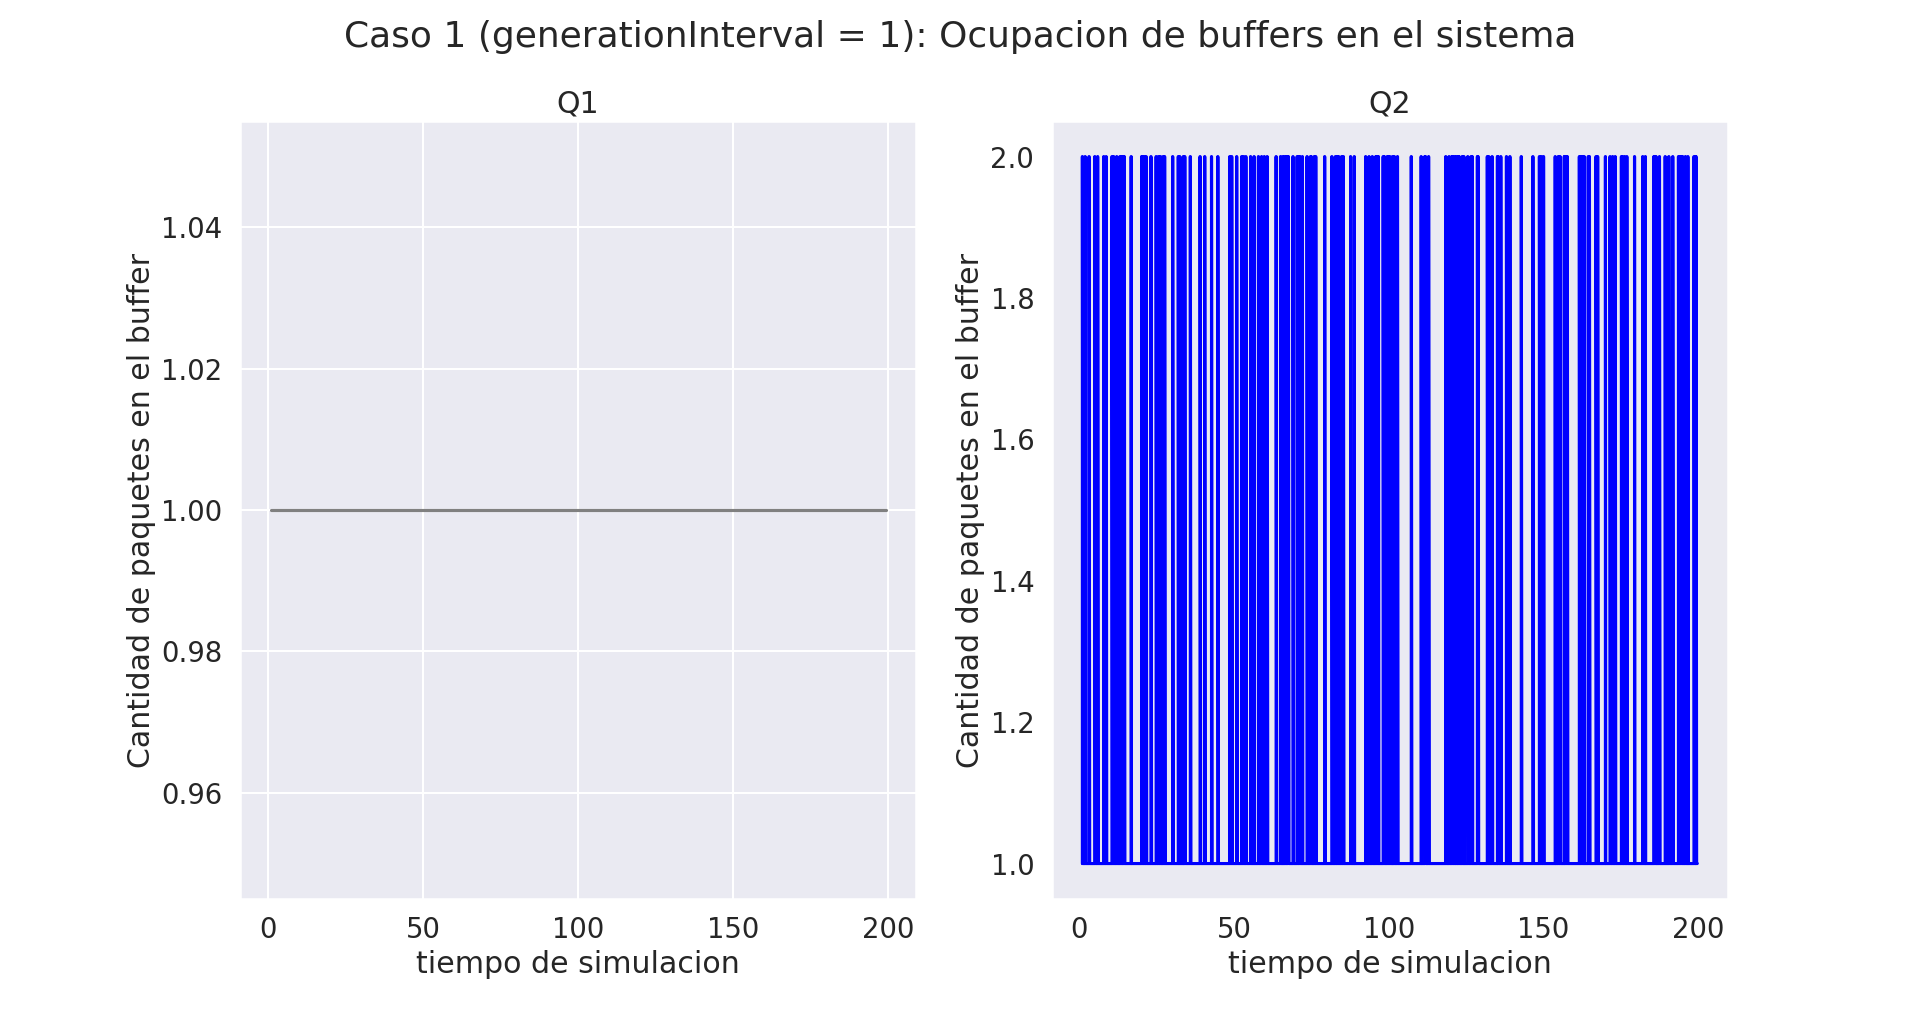 Caso 1 (generationInterval = 1): Ocupacion de buffers en el sistema
Q1
Cantidad de paquetes en el buffer
1.04
1.02
1.00
0.98
0.96
0 50 100 150 200
tiempo de simulacion
Q2
Cantidad de paquetes en el buffer
2.0
1.8
1.6
1.4
1.2
1.0
0 50 100 150 200
tiempo de simulacion